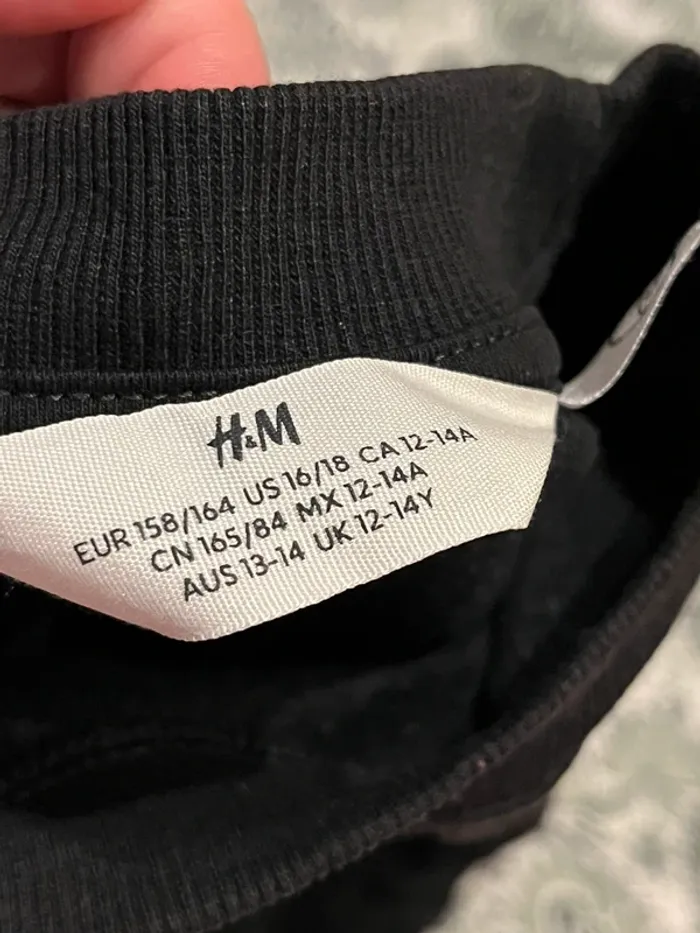 H&M
EUR 158/164 US 16/18 CA 12-14A
CN 165/84 MX 12-14A
AUS 13-14 UK 12-14Y